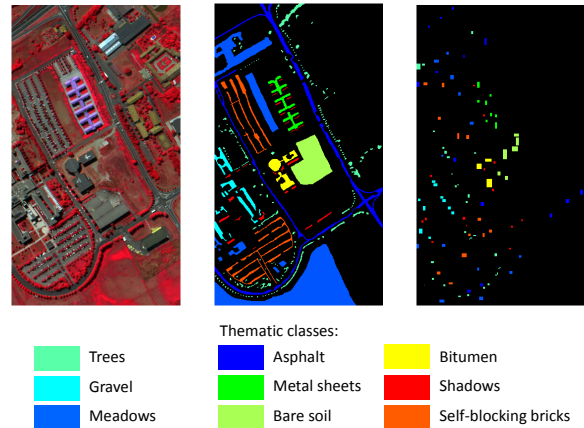 Thematic classes:
Trees
Asphalt
Bitumen
Gravel
Metal sheets
Shadows
Meadows
Bare soil
Self-blocking bricks